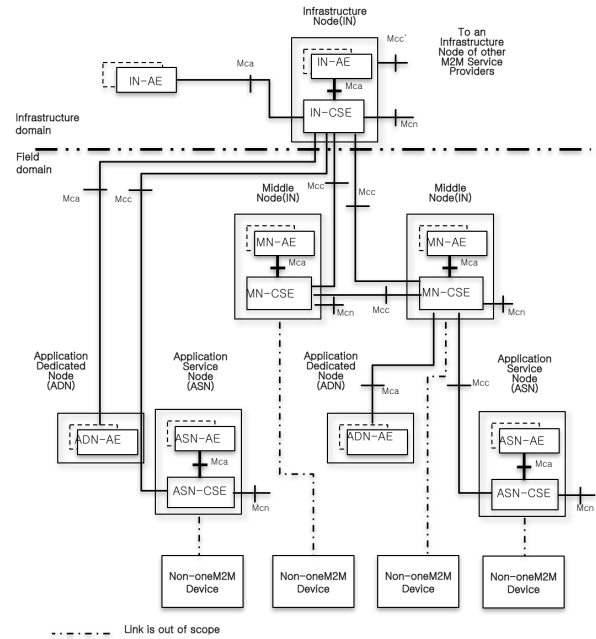 Infrastructure
Node(IN)
Mcc'
To an
Infrastructure
Node of other
M2M Service
Providers
IN-AE
Mca
IN-AE
Mca
IN-CSE
Mcn
Infrastructure
domain
Field
domain
Mca
Mcc
Mcc
Mcc
Middle
Node(IN)
Middle
Node(IN)
MN-AE
Mca
MN-CSE
Mcn
Mcc
MN-AE
Mca
MN-CSE
Mcn
Application
Dedicated
Node
(ADN)
Application
Service
Node
(ASN)
Application
Dedicated
Node
(ADN)
Application
Service
Node
(ASN)
Mca
Mcc
ADN-AE
ASN-AE
Mca
ASN-CSE
Mcn
ADN-AE
ASN-AE
Mca
ASN-CSE
Mcn
Non-oneM2M
Device
Non-oneM2M
Device
Non-oneM2M
Device
Non-oneM2M
Device
Link is out of scope